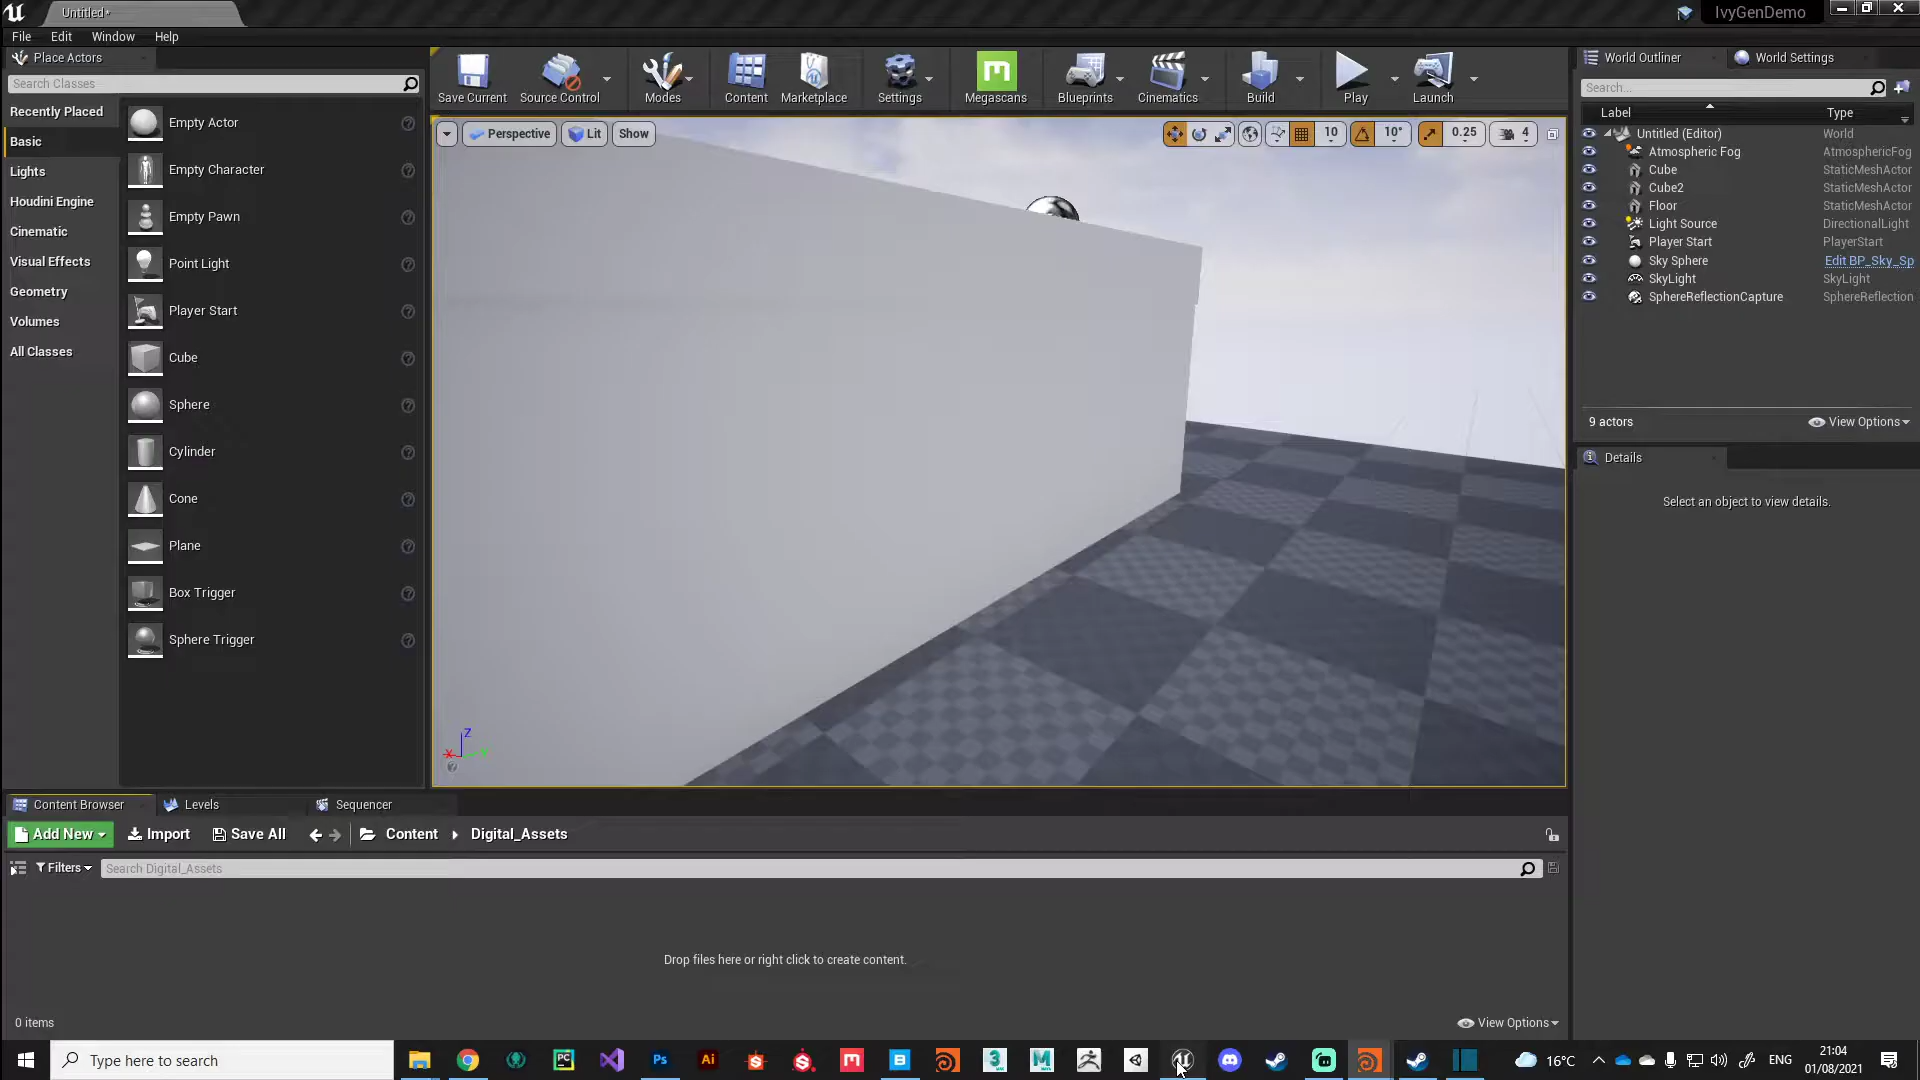 Untitled*
IvyGenDemo
File
Edit
Window
Help
Place Actors
Search Classes
Recently Placed
Basic
Lights
Houdini Engine
Cinematic
Visual Effects
Geometry
Volumes
All Classes
Empty Actor
Empty Character
Empty Pawn
Point Light
Player Start
Cube
Sphere
Cylinder
Cone
Plane
Box Trigger
Sphere Trigger
Save Current
Source Control
Modes
Content
Marketplace
Settings
Megascans
Blueprints
Cinematics
Build
Play
Launch
Perspective
Lit
Show
10
10°
0.25
4
Z
X
World Outliner
World Settings
Search...
Label
Type
Untitled (Editor) World
Atmospheric Fog AtmosphericFog
Cube StaticMeshActor
Cube2 StaticMeshActor
Floor StaticMeshActor
Light Source DirectionalLight
Player Start PlayerStart
Sky Sphere Edit BP_Sky_Sp
SkyLight SkyLight
SphereReflectionCapture SphereReflection
9 actors
View Options
Details
Select an object to view details.
Content Browser
Levels
Sequencer
Add New
Import
Save All
Content
Digital_Assets
Filters
Search Digital_Assets
Drop files here or right click to create content.
0 items
View Options
Type here to search
PC
Ps
Ai
16°C
ENG
21:04
01/08/2021